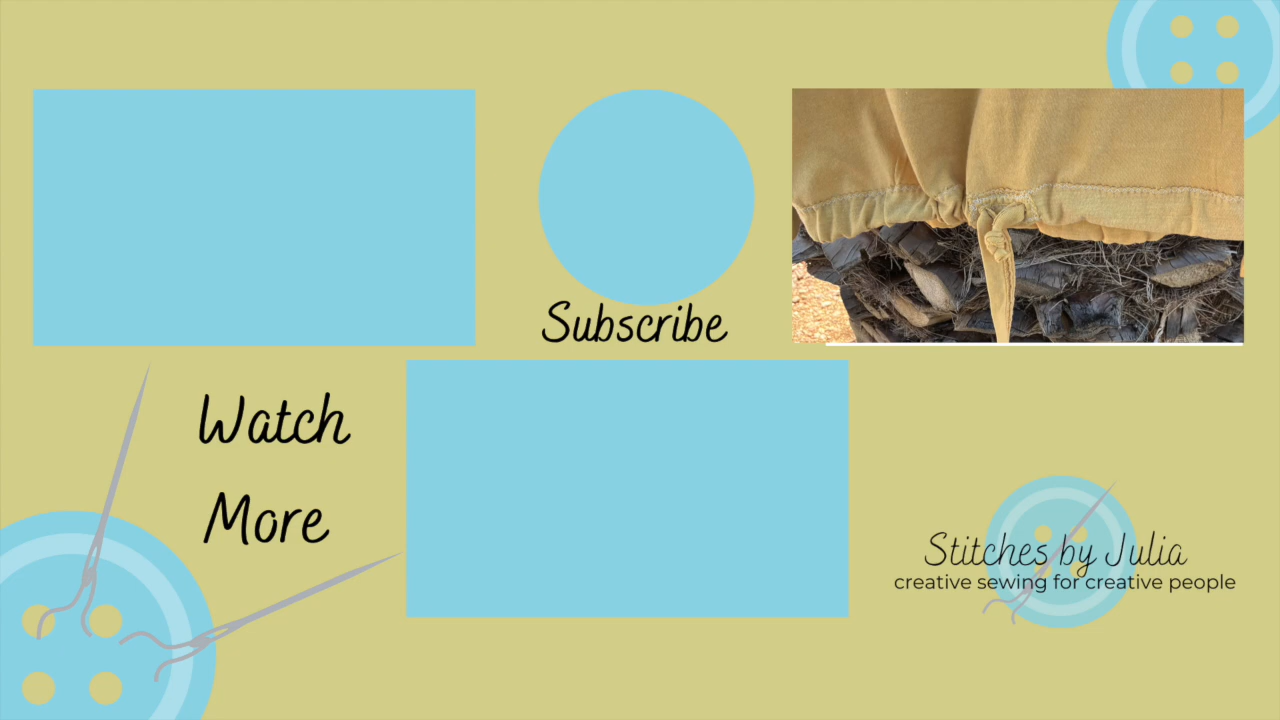 Subscribe
Watch
More
Stitches by Julia
creative sewing for creative people